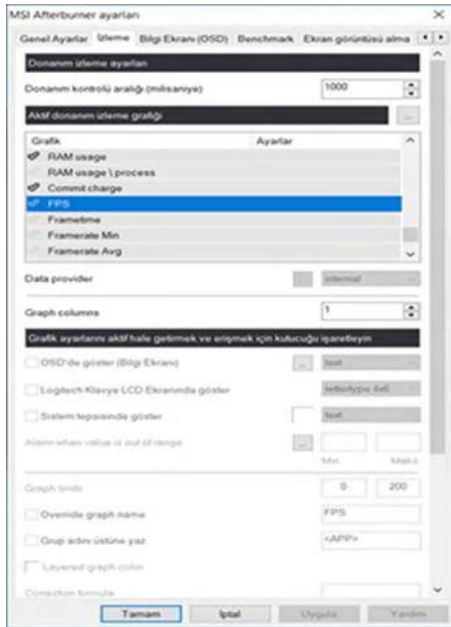 MSI Afterburner ayarları
Genel Ayarlar İzleme Bilgi Ekranı (OSD) Benchmark Ekran görüntüsü alma
Donanım izleme ayarları
Donanım kontrolü aralığı (milisaniye) 1000
Aktif donanım izleme grafiği ...
Grafik Ayarlar
RAM usage
RAM usage \ process
Commit charge
FPS
Frametime
Framerate Min
Framerate Avg
Data provider ... internal
Graph columns 1
Grafik ayarlarını aktif hale getirmek ve erişmek için kutucuğu işaretleyin
OSD'de göster (Bilgi Ekranı) ... text
Logitech Klavye LCD Ekranında göster lettertype 4x6
Sistem tepsisinde göster text
Alarm when value is out of range ...
Min. Maks.
Graph limits 0 200
Override graph name FPS
Grup adını üstüne yaz <APP>
Layered graph color
Correction formula
Tamam İptal Uygula Yardım